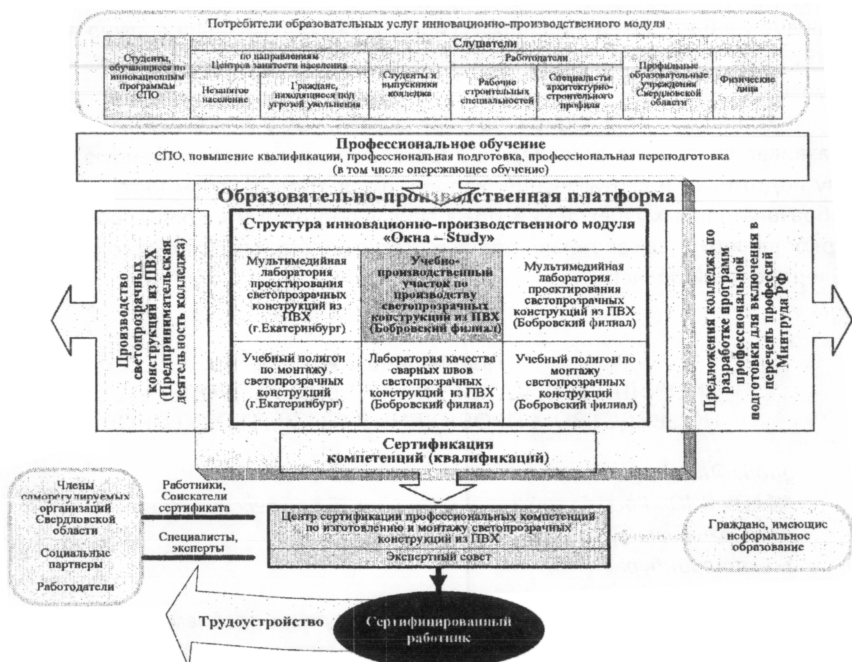 Потребители образовательных услуг инновационно-производственного модуля
Студенты,
обучающиеся по
инновационным
программам
СПО
Слушатели
по направлениям
Центров занятости населения
Незанятое
население
Граждане,
находящиеся под
угрозой увольнения
Студенты и
выпускники
колледжа
Работодатели
Рабочие
строительных
специальностей
Специалисты
архитектурно-
строительного
профиля
Профильные
образовательные
учреждения
Свердловской
области
Физические
лица
Профессиональное обучение
СПО, повышение квалификации, профессиональная подготовка, профессиональная переподготовка
(в том числе опережающее обучение)
Образовательно-производственная платформа
Производство
светопрозрачных
конструкций из ПВХ
(Предпринимательская
деятельность колледжа)
Структура инновационно-производственного модуля
«Окна – Study»
Мультимедийная
лаборатория
проектирования
светопрозрачных
конструкций из
ПВХ
(г.Екатеринбург)
Учебно-
производственный
участок по
производству
светопрозрачных
конструкций из ПВХ
(Бобровский филиал)
Мультимедийная
лаборатория
проектирования
светопрозрачных
конструкций из ПВХ
(Бобровский филиал)
Учебный полигон
по монтажу
светопрозрачных
конструкций
(г.Екатеринбург)
Лаборатория качества
сварных швов
светопрозрачных
конструкций из ПВХ
(Бобровский филиал)
Учебный полигон по
монтажу
светопрозрачных
конструкций
(Бобровский филиал)
Предложения колледжа по
разработке программ
профессиональной
подготовки для включения в
перечень профессий
Минтруда РФ
Сертификация
компетенций (квалификаций)
Члены
саморегулируемых
организаций
Свердловской
области
Социальные
партнеры
Работодатели
Работники,
Соискатели
сертификата
Специалисты,
эксперты
Центр сертификации профессиональных компетенций
по изготовлению и монтажу светопрозрачных
конструкций из ПВХ
Экспертный совет
Граждане, имеющие
неформальное
образование
Трудоустройство
Сертифицированный
работник